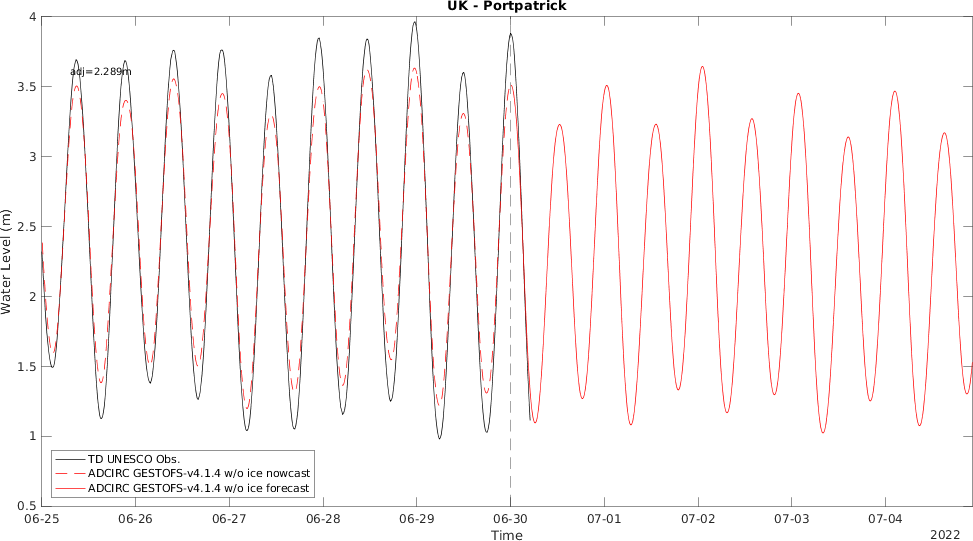 UK - Portpatrick
4
adj=2.289m
3.5
3
2.5
2
1.5
1
0.5
Water Level (m)
TD UNESCO Obs.
ADCIRC GESTOFS-v4.1.4 w/o ice nowcast
ADCIRC GESTOFS-v4.1.4 w/o ice forecast
06-25 06-26 06-27 06-28 06-29 06-30 07-01 07-02 07-03 07-04
Time
2022